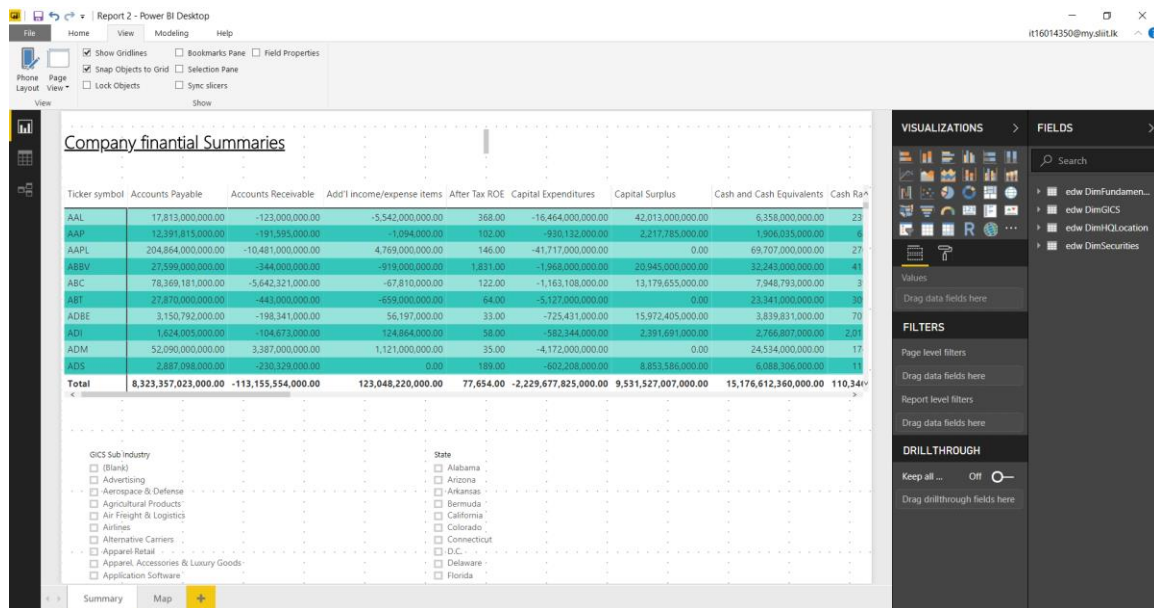 Report 2 - Power BI Desktop
File Home View Modeling Help
it16014350@my.sliit.lk
Show Gridlines Bookmarks Pane Field Properties
Snap Objects to Grid Selection Pane
Lock Objects Sync slicers
Phone Layout Page View
View Show
Company finantial Summaries
Ticker symbol Accounts Payable Accounts Receivable Add'l income/expense items After Tax ROE Capital Expenditures Capital Surplus Cash and Cash Equivalents Cash Ra
AAL 17,813,000,000.00 -123,000,000.00 -5,542,000,000.00 368.00 -16,464,000,000.00 42,013,000,000.00 6,358,000,000.00 23
AAP 12,391,815,000.00 -191,595,000.00 -1,094,000.00 102.00 -930,132,000.00 2,217,785,000.00 1,906,035,000.00 6
AAPL 204,864,000,000.00 -10,481,000,000.00 4,769,000,000.00 146.00 -41,717,000,000.00 0.00 69,707,000,000.00 27
ABBV 27,599,000,000.00 -344,000,000.00 -919,000,000.00 1,831.00 -1,968,000,000.00 20,945,000,000.00 32,243,000,000.00 41
ABC 78,369,181,000.00 -5,642,321,000.00 -67,810,000.00 122.00 -1,163,108,000.00 13,179,655,000.00 7,948,793,000.00 3
ABT 27,870,000,000.00 -443,000,000.00 -659,000,000.00 64.00 -5,127,000,000.00 0.00 23,341,000,000.00 30
ADBE 3,150,792,000.00 -198,341,000.00 56,197,000.00 33.00 -725,431,000.00 15,972,405,000.00 3,839,831,000.00 70
ADI 1,624,005,000.00 -104,673,000.00 124,864,000.00 58.00 -582,344,000.00 2,391,691,000.00 2,766,807,000.00 2,01
ADM 52,090,000,000.00 3,387,000,000.00 1,121,000,000.00 35.00 -4,172,000,000.00 0.00 24,534,000,000.00 17
ADS 2,887,098,000.00 -230,329,000.00 0.00 189.00 -602,208,000.00 8,853,586,000.00 6,088,306,000.00 11
Total 8,323,357,023,000.00 -113,155,554,000.00 123,048,220,000.00 77,654.00 -2,229,677,825,000.00 9,531,527,007,000.00 15,176,612,360,000.00 110,34
GICS Sub Industry
(Blank)
Advertising
Aerospace & Defense
Agricultural Products
Air Freight & Logistics
Airlines
Alternative Carriers
Apparel Retail
Apparel, Accessories & Luxury Goods
Application Software
State
Alabama
Arizona
Arkansas
Bermuda
California
Colorado
Connecticut
D.C.
Delaware
Florida
Summary Map
VISUALIZATIONS
R
Values
Drag data fields here
FILTERS
Page level filters
Drag data fields here
Report level filters
Drag data fields here
DRILLTHROUGH
Keep all ... Off
Drag drillthrough fields here
FIELDS
Search
edw DimFundamen...
edw DimGICS
edw DimHQLocation
edw DimSecurities